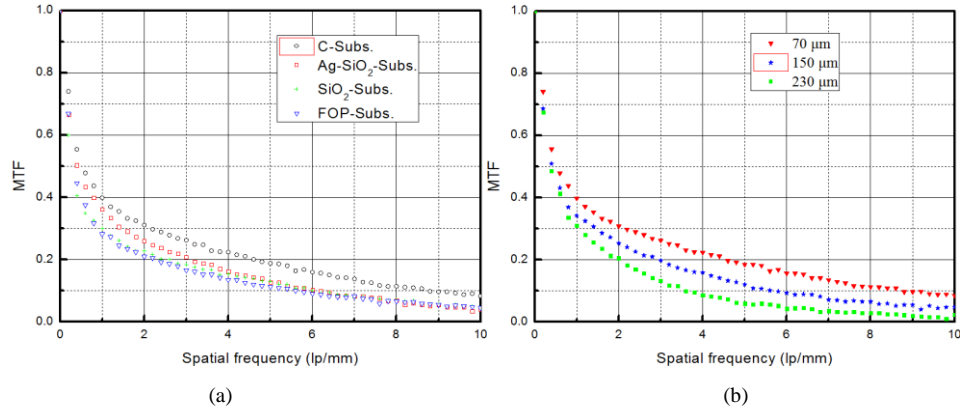 1.0
0.8
0.6
0.4
0.2
0.0
MTF
0
2
4
6
8
10
Spatial frequency (lp/mm)
C-Subs.
Ag-SiO₂-Subs.
SiO₂-Subs.
FOP-Subs.
(a)
1.0
0.8
0.6
0.4
0.2
0.0
MTF
0
2
4
6
8
10
Spatial frequency (lp/mm)
70 μm
150 μm
230 μm
(b)